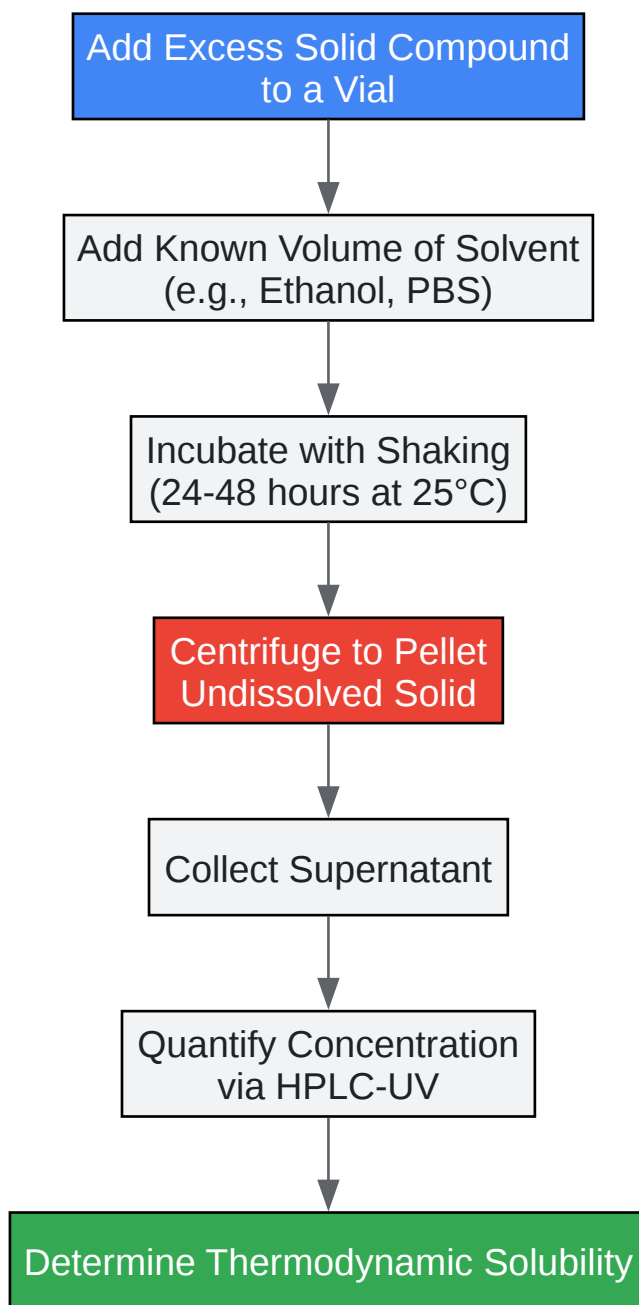 Add Excess Solid Compound
to a Vial
Add Known Volume of Solvent
(e.g., Ethanol, PBS)
Incubate with Shaking
(24-48 hours at 25°C)
Centrifuge to Pellet
Undissolved Solid
Collect Supernatant
Quantify Concentration
via HPLC-UV
Determine Thermodynamic Solubility